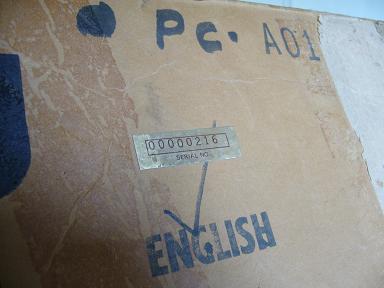 PC. A01
00000216
SERIAL NO.
ENGLISH